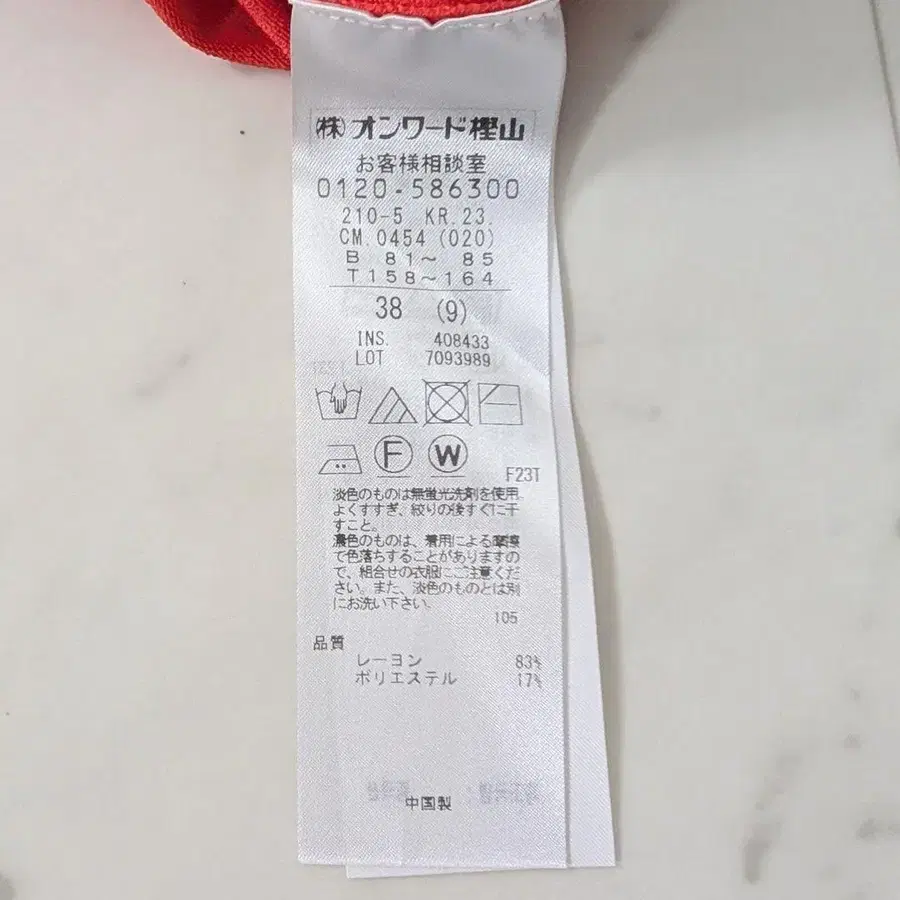 ㈱オンワード樫山
お客様相談室
0120-586300
210-5 KR.23.
CM.0454 (020)
B 81～ 85
T158～164
38 (9)
INS. 408433
LOT 7093989
F
W
F23T
淡色のものは無蛍光洗剤を使用。
よくすすぎ、絞りの後すぐに干
すこと。
濃色のものは、着用による摩擦
で色落ちすることがありますの
で、組合せの衣服にご注意くだ
さい。また、淡色のものとは別
にお洗い下さい。
105
品質
レーヨン 83%
ポリエステル 17%
中国製